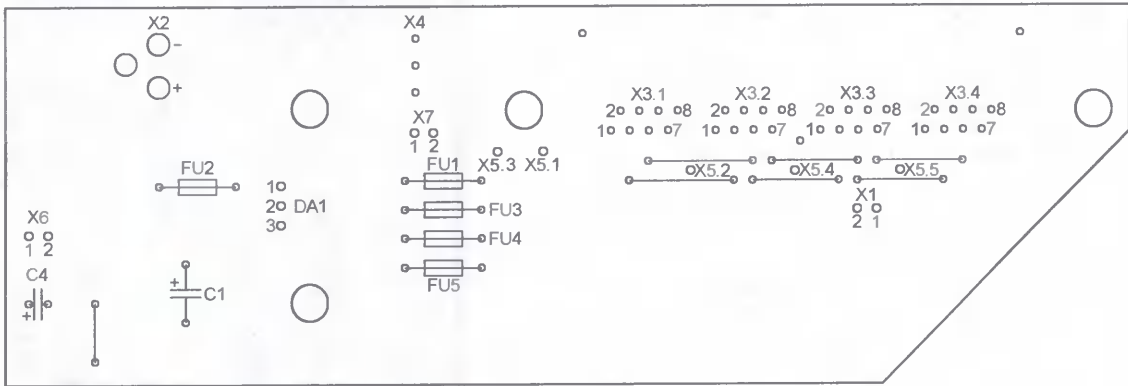 X2
X4
−
+
X3.1
X3.2
X3.3
X3.4
2 8 2 8 2 8 2 8
1 7 1 7 1 7 1 7
X7
1 2
X5.3 X5.1
X5.2 X5.4 X5.5
FU1
FU2
1
2 DA1
3
FU3
FU4
FU5
X1
2 1
X6
1 2
C4
+
+
C1